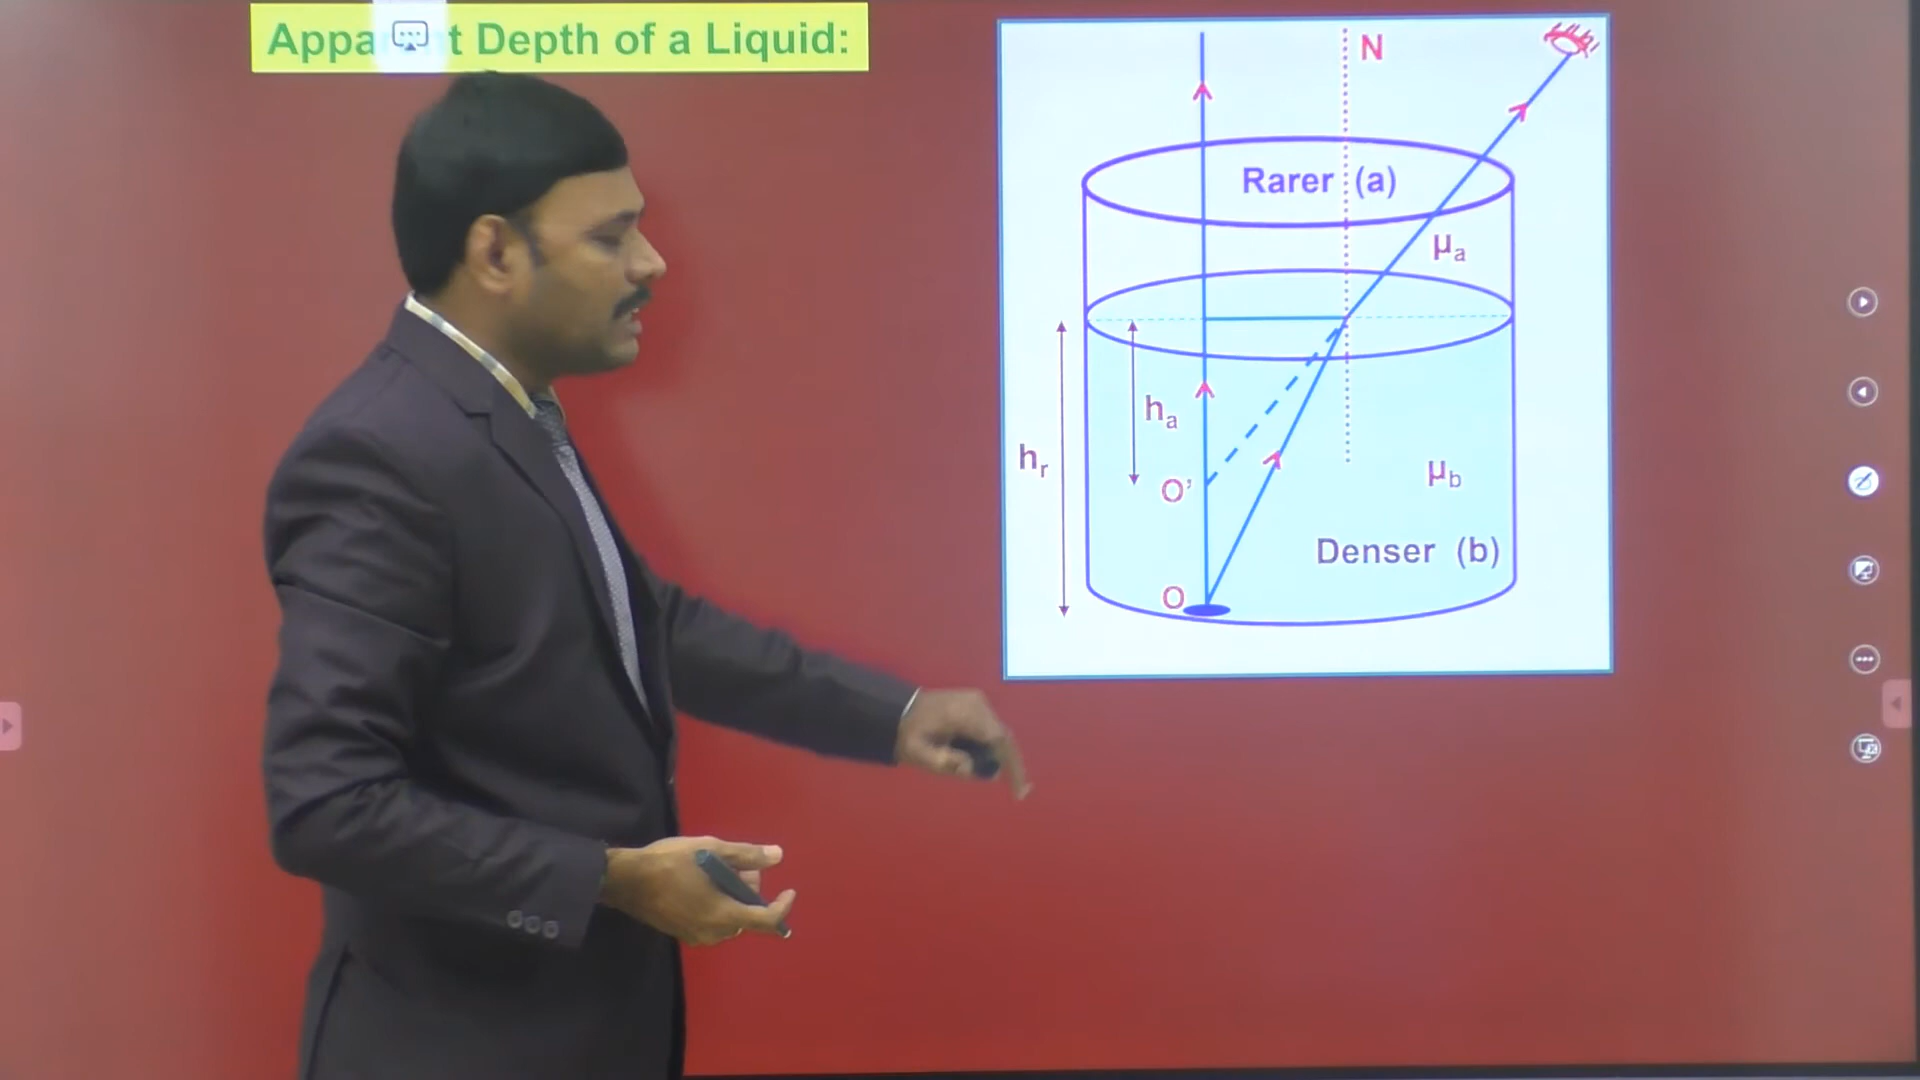 Appa t Depth of a Liquid:
N
Rarer (a)
μa
ha
hr
O'
μb
Denser (b)
O